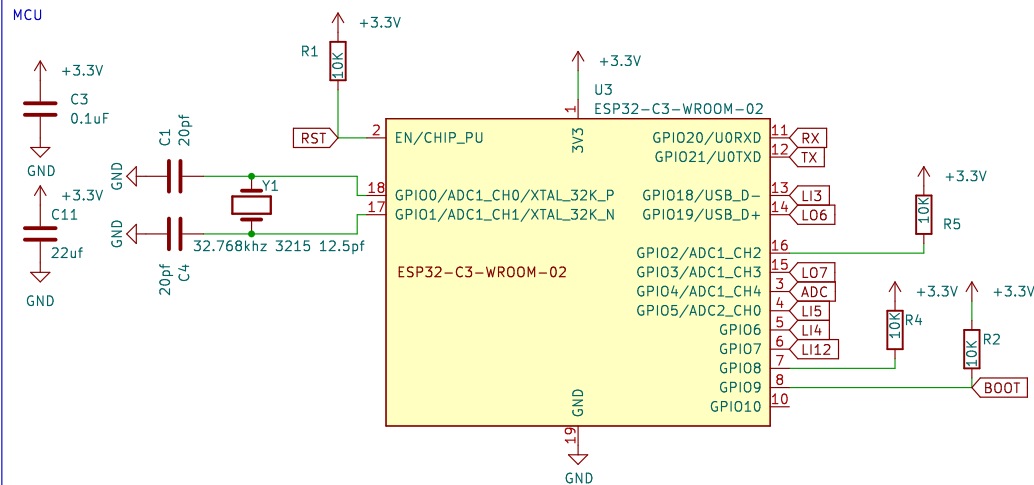 MCU
+3.3V
R1
10K
+3.3V
C3
0.1uF
GND
+3.3V
C11
22uf
GND
RST
GND
C1
20pf
Y1
32.768khz 3215 12.5pf
GND
20pf
C4
+3.3V
U3
ESP32-C3-WROOM-02
1
3V3
2
EN/CHIP_PU
18
GPIO0/ADC1_CH0/XTAL_32K_P
17
GPIO1/ADC1_CH1/XTAL_32K_N
ESP32-C3-WROOM-02
GPIO20/U0RXD 11 RX
GPIO21/U0TXD 12 TX
GPIO18/USB_D- 13 LI3
GPIO19/USB_D+ 14 LO6
GPIO2/ADC1_CH2 16
GPIO3/ADC1_CH3 15 LO7
GPIO4/ADC1_CH4 3 ADC
GPIO5/ADC2_CH0 4 LI5
GPIO6 5 LI4
GPIO7 6 LI12
GPIO8 7
GPIO9 8
GPIO10 10
GND
19
GND
+3.3V
10K
R5
+3.3V
10K
R4
+3.3V
10K
R2
BOOT